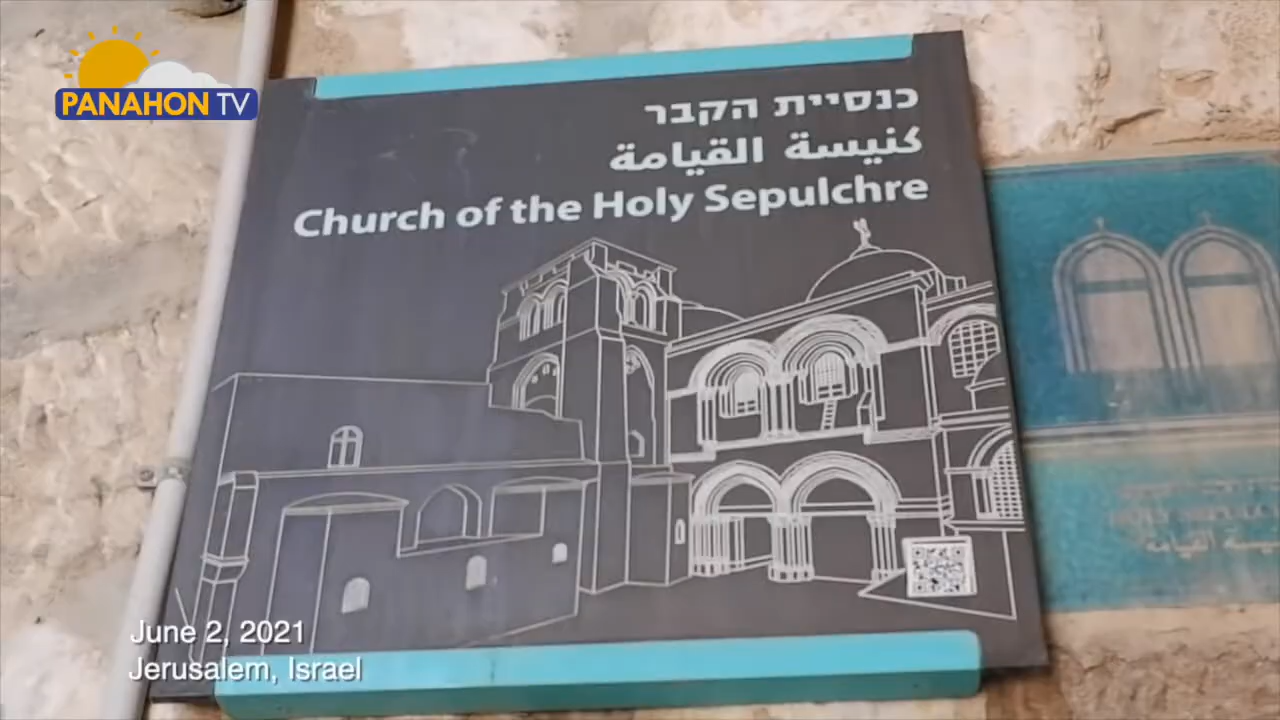 PANAHON TV
כנסיית הקבר
كنيسة القيامة
Church of the Holy Sepulchre
June 2, 2021
Jerusalem, Israel